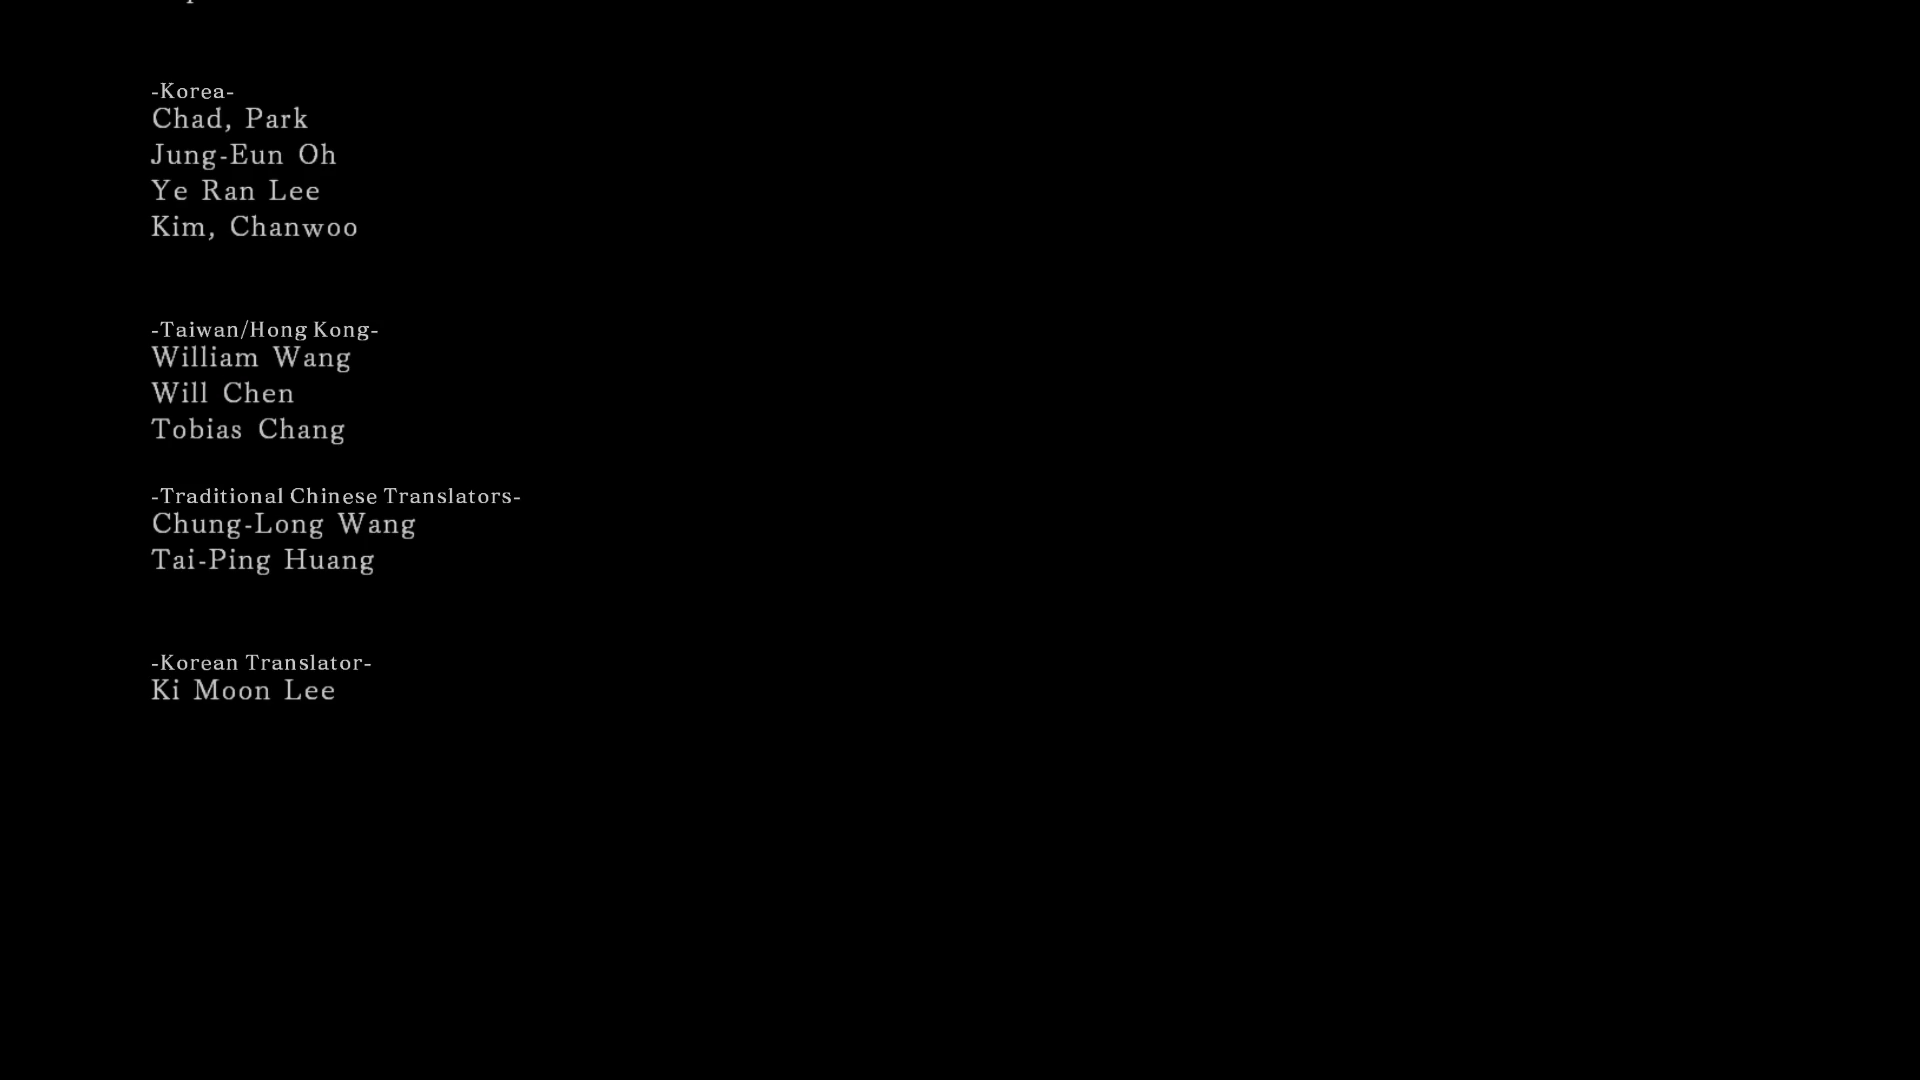 -Korea-
Chad, Park
Jung-Eun Oh
Ye Ran Lee
Kim, Chanwoo
-Taiwan/Hong Kong-
William Wang
Will Chen
Tobias Chang
-Traditional Chinese Translators-
Chung-Long Wang
Tai-Ping Huang
-Korean Translator-
Ki Moon Lee